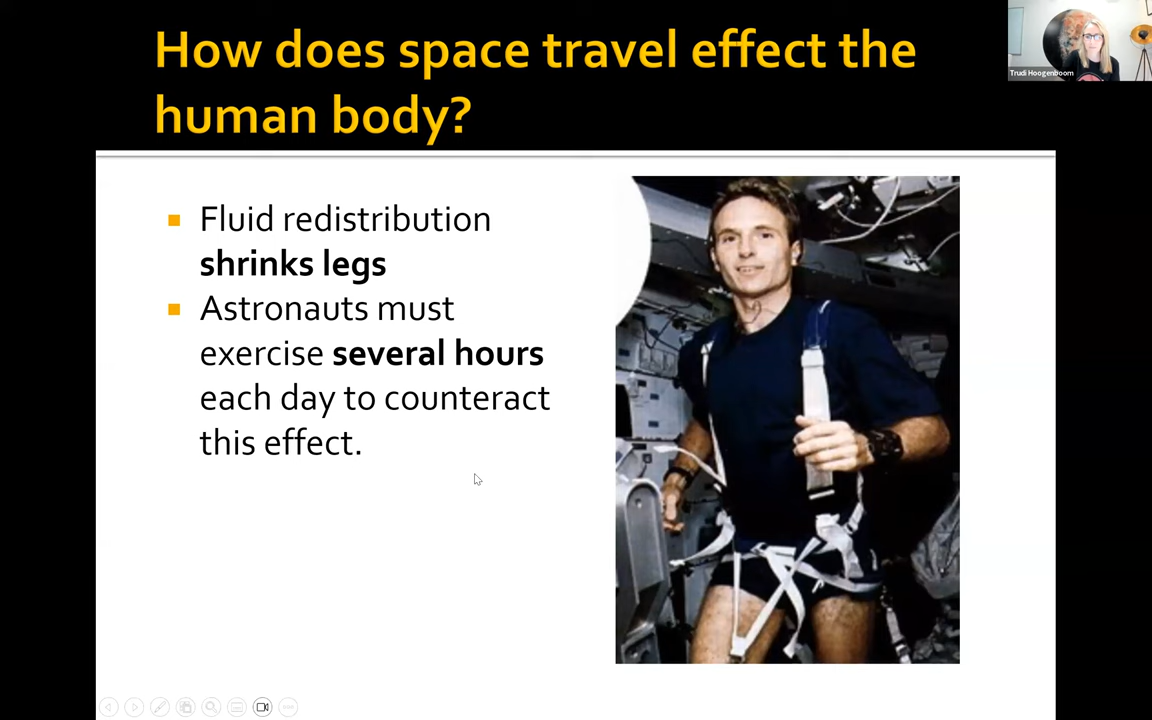 How does space travel effect the
human body?
Trudi Hoogenboom
Fluid redistribution
shrinks legs
Astronauts must
exercise several hours
each day to counteract
this effect.